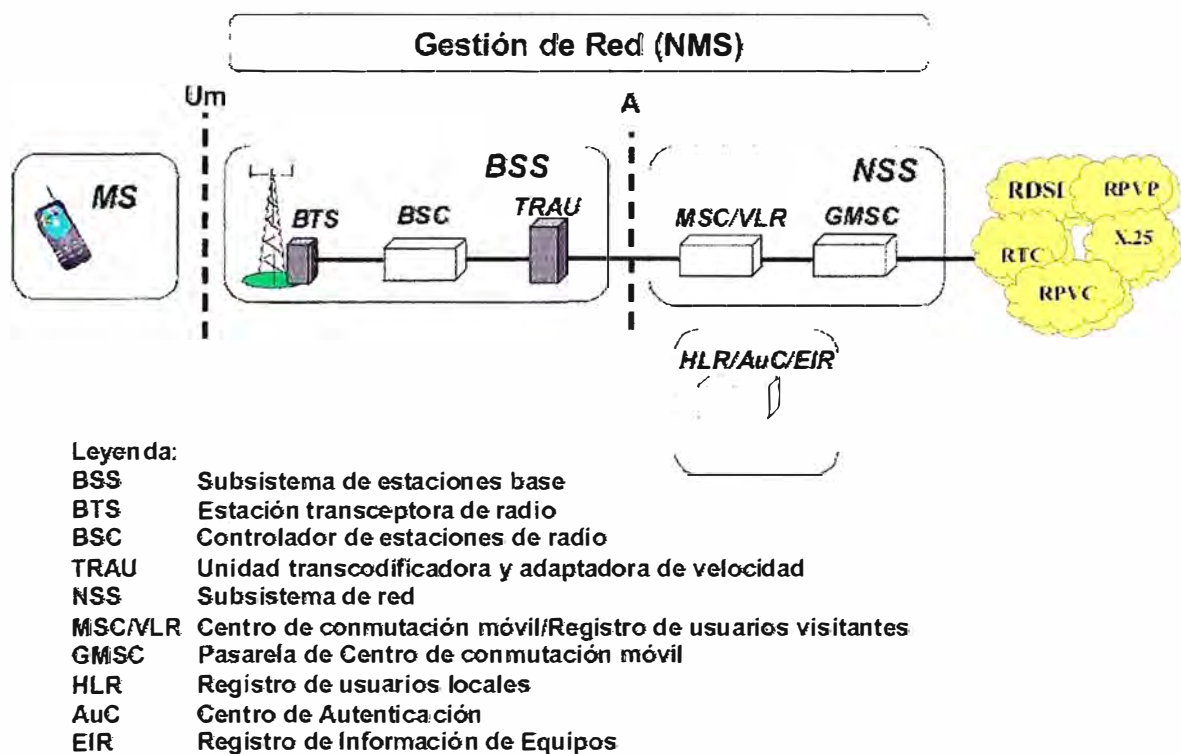 Gestión de Red (NMS)
Um
A
MS
BSS
BTS
BSC
TRAU
NSS
MSC/VLR
GMSC
RDSI
RPVP
RTC
X.25
RPVC
HLR/AuC/EIR
Leyenda:
BSS Subsistema de estaciones base
BTS Estación transceptora de radio
BSC Controlador de estaciones de radio
TRAU Unidad transcodificadora y adaptadora de velocidad
NSS Subsistema de red
MSC/VLR Centro de conmutación móvil/Registro de usuarios visitantes
GMSC Pasarela de Centro de conmutación móvil
HLR Registro de usuarios locales
AuC Centro de Autenticación
EIR Registro de Información de Equipos